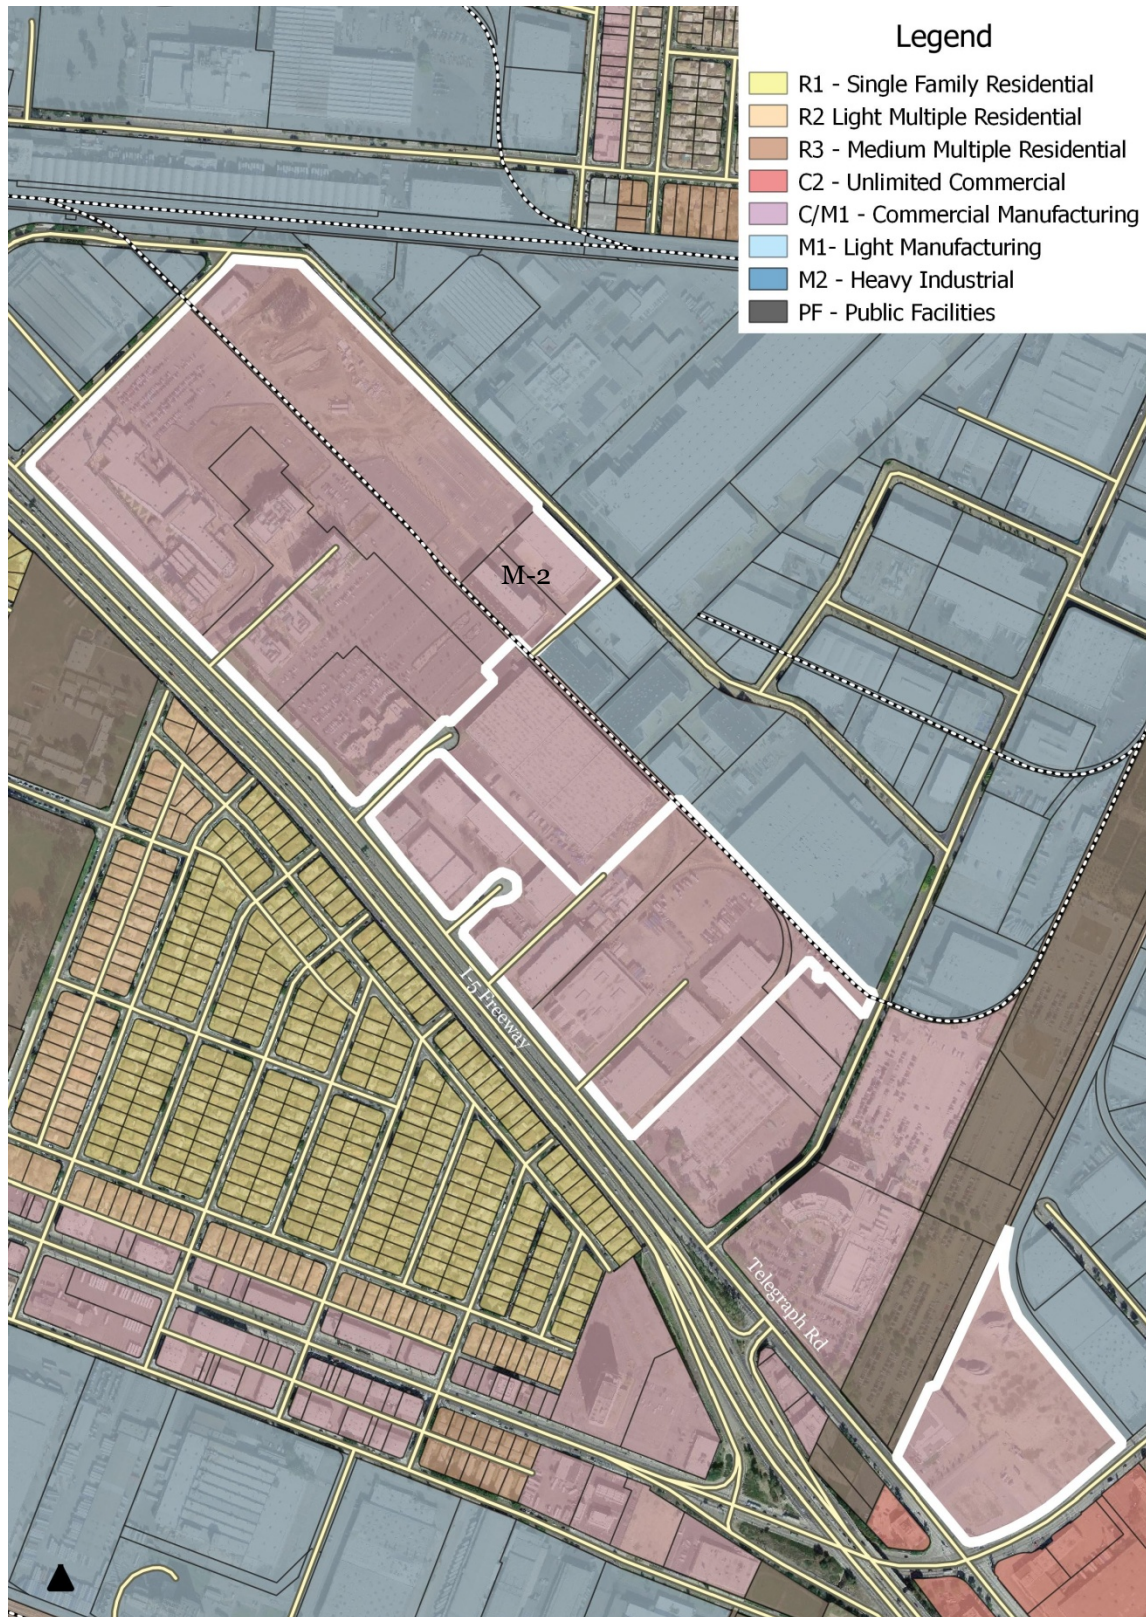 Legend
R1 - Single Family Residential
R2 Light Multiple Residential
R3 - Medium Multiple Residential
C2 - Unlimited Commercial
C/M1 - Commercial Manufacturing
M1- Light Manufacturing
M2 - Heavy Industrial
PF - Public Facilities
M-2
I-5 Freeway
Telegraph Rd